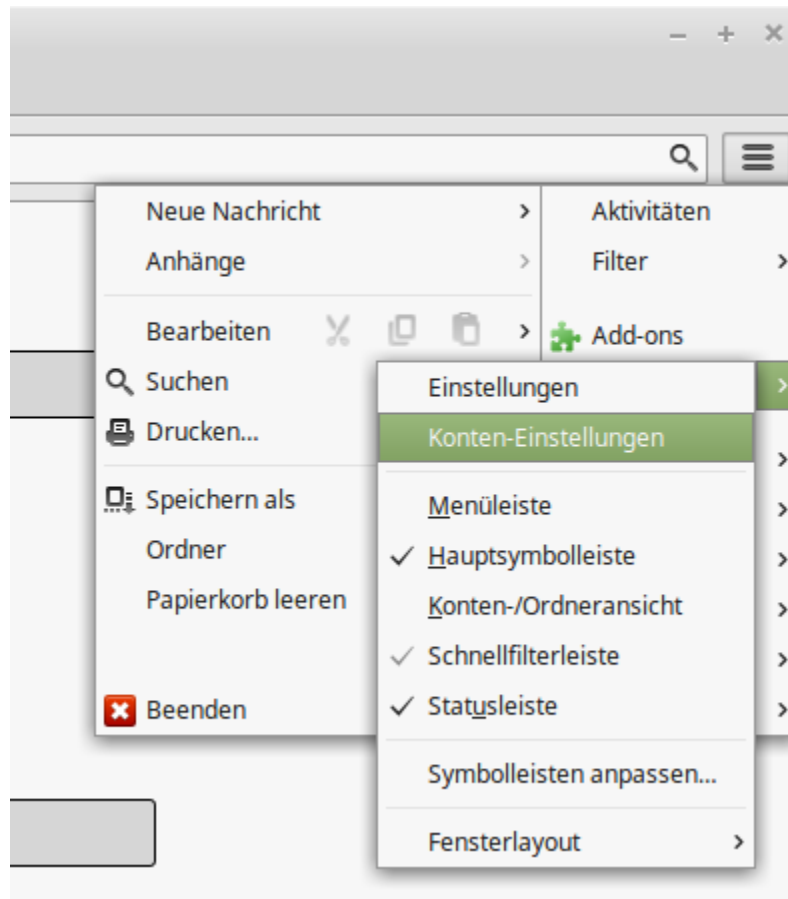 Neue Nachricht
Anhänge
Bearbeiten
Suchen
Drucken...
Speichern als
Ordner
Papierkorb leeren
Beenden
Aktivitäten
Filter
Add-ons
Einstellungen
Konten-Einstellungen
Menüleiste
Hauptsymbolleiste
Konten-/Ordneransicht
Schnellfilterleiste
Statusleiste
Symbolleisten anpassen...
Fensterlayout